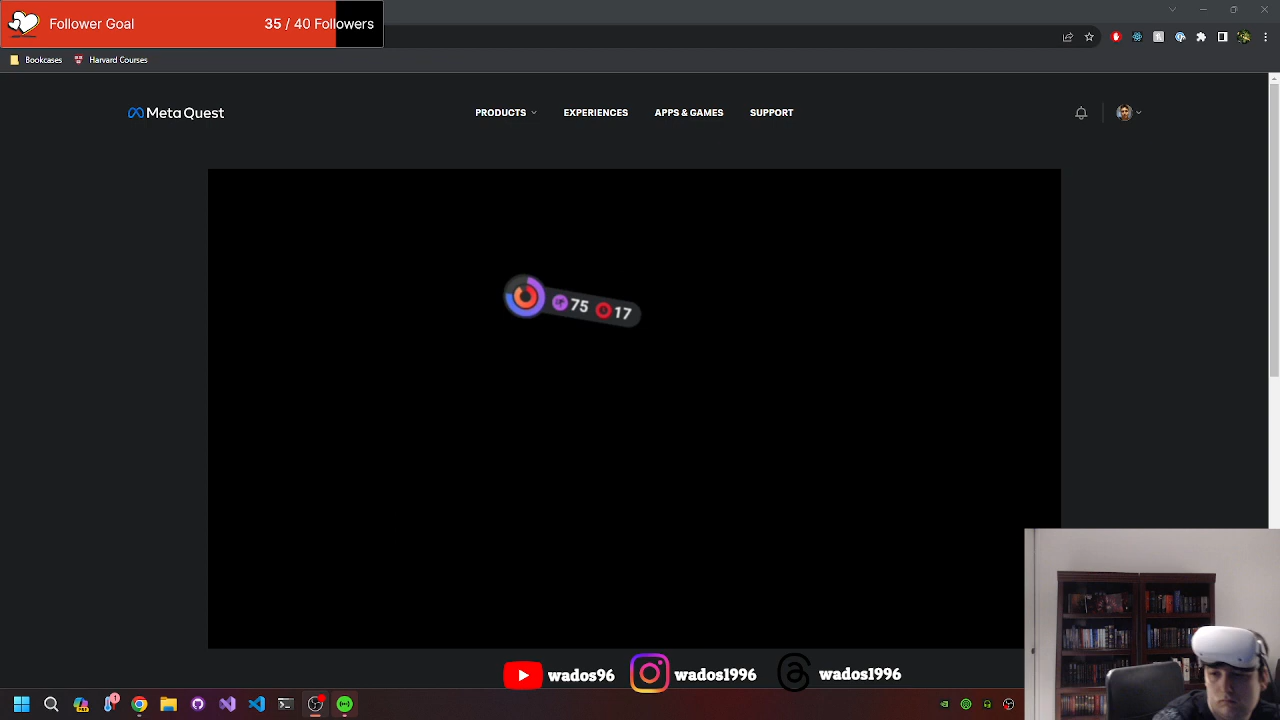 Follower Goal
35 / 40 Followers
Bookcases
Harvard Courses
Meta Quest
PRODUCTS
EXPERIENCES
APPS & GAMES
SUPPORT
75
17
wados96
wados1996
wados1996